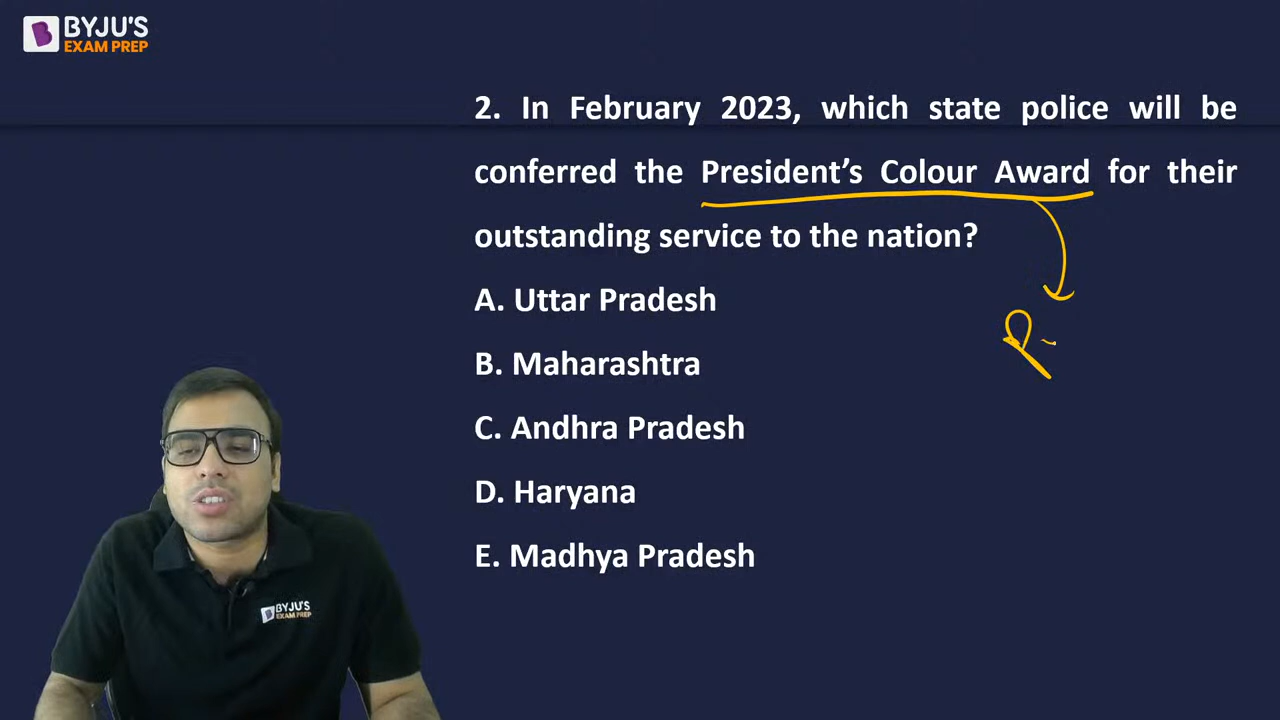 BYJU'S
EXAM PREP
2. In February 2023, which state police will be
conferred the President’s Colour Award for their
outstanding service to the nation?
A. Uttar Pradesh
B. Maharashtra
C. Andhra Pradesh
D. Haryana
E. Madhya Pradesh
BYJU'S
EXAM PREP